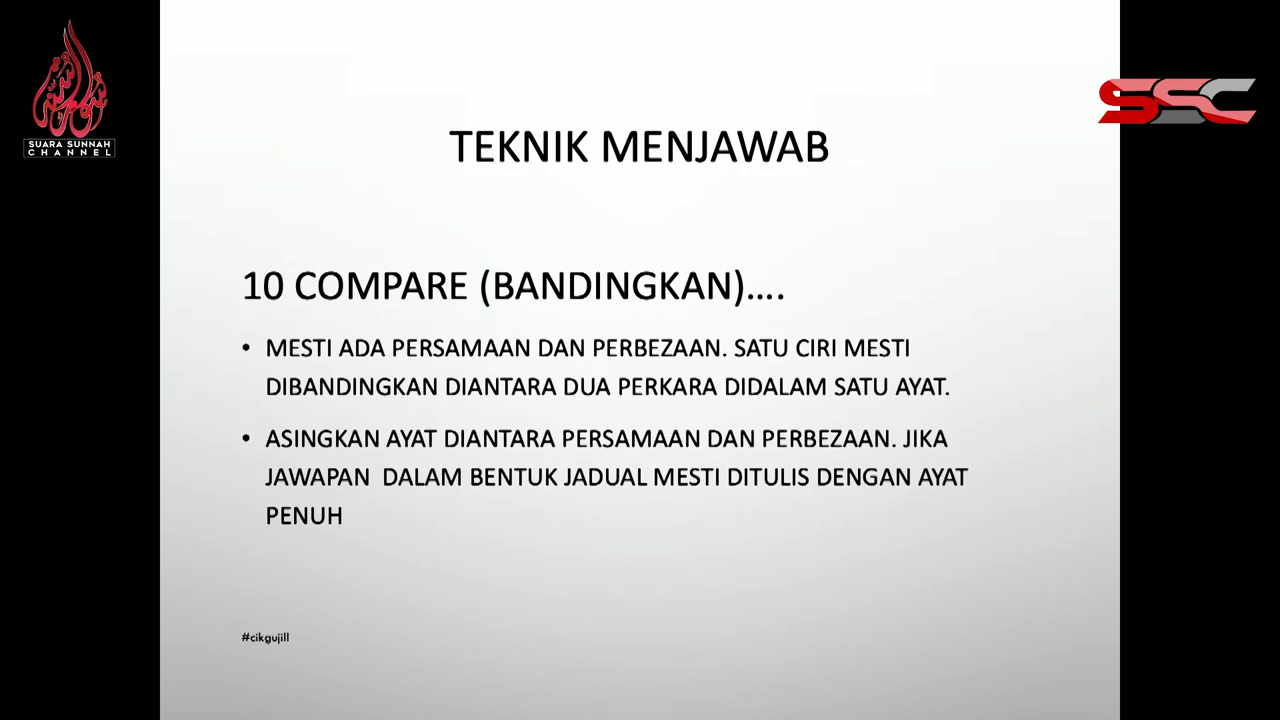 SUARA SUNNAH
CHANNEL
SSC
TEKNIK MENJAWAB
10 COMPARE (BANDINGKAN)....
• MESTI ADA PERSAMAAN DAN PERBEZAAN. SATU CIRI MESTI
DIBANDINGKAN DIANTARA DUA PERKARA DIDALAM SATU AYAT.
• ASINGKAN AYAT DIANTARA PERSAMAAN DAN PERBEZAAN. JIKA
JAWAPAN DALAM BENTUK JADUAL MESTI DITULIS DENGAN AYAT
PENUH
#cikgujill